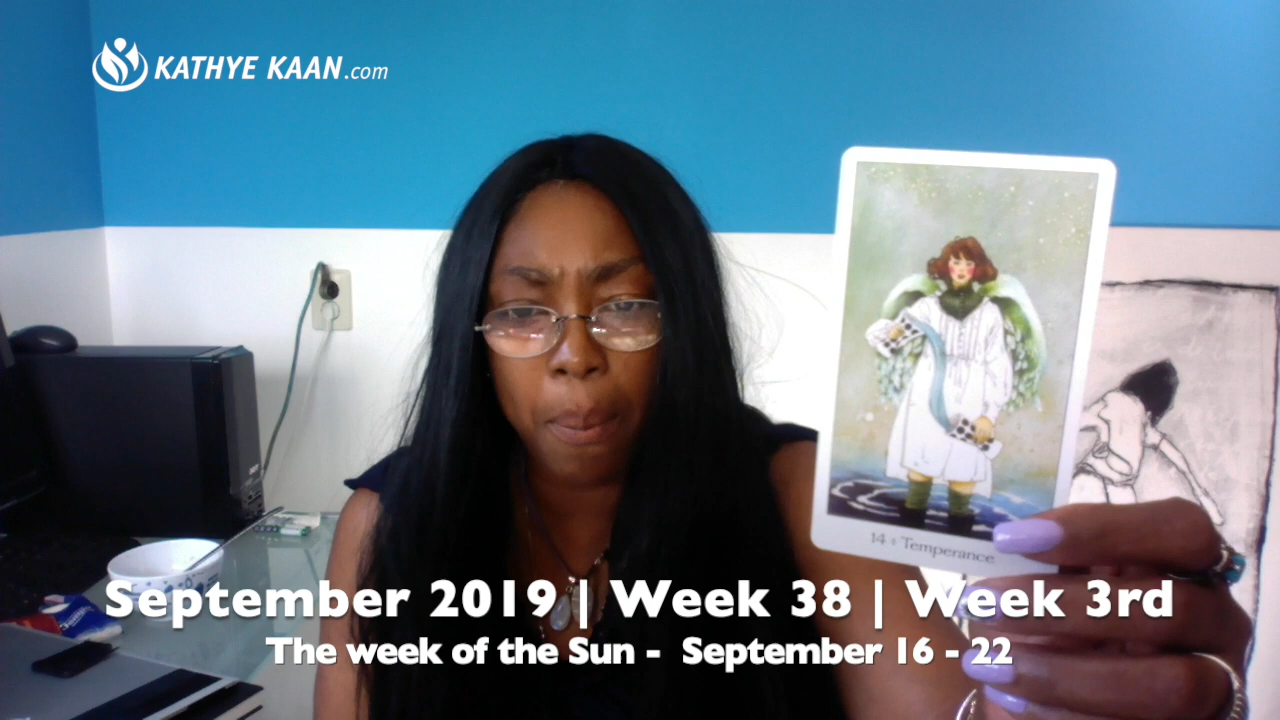 KATHYE KAAN.com
14 + Temperance
September 2019 | Week 38 | Week 3rd
The week of the Sun - September 16 - 22